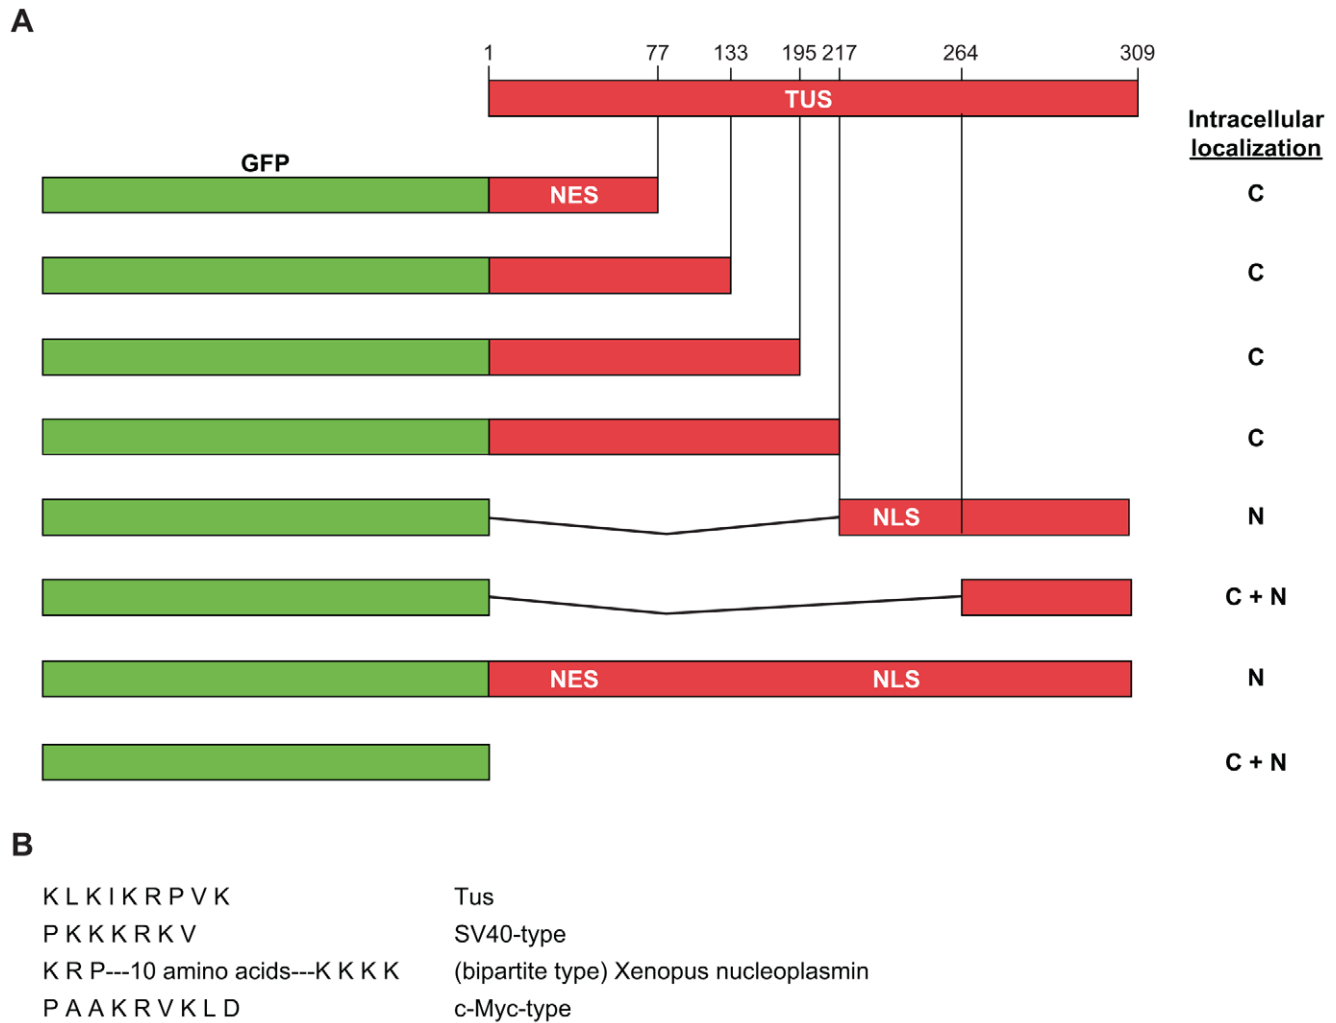 A
1 77 133 195 217 264 309
TUS
Intracellular
localization
GFP
NES C
C
C
C
NLS N
C + N
NES NLS N
C + N
B
K L K I K R P V K Tus
P K K K R K V SV40-type
K R P---10 amino acids---K K K K (bipartite type) Xenopus nucleoplasmin
P A A K R V K L D c-Myc-type